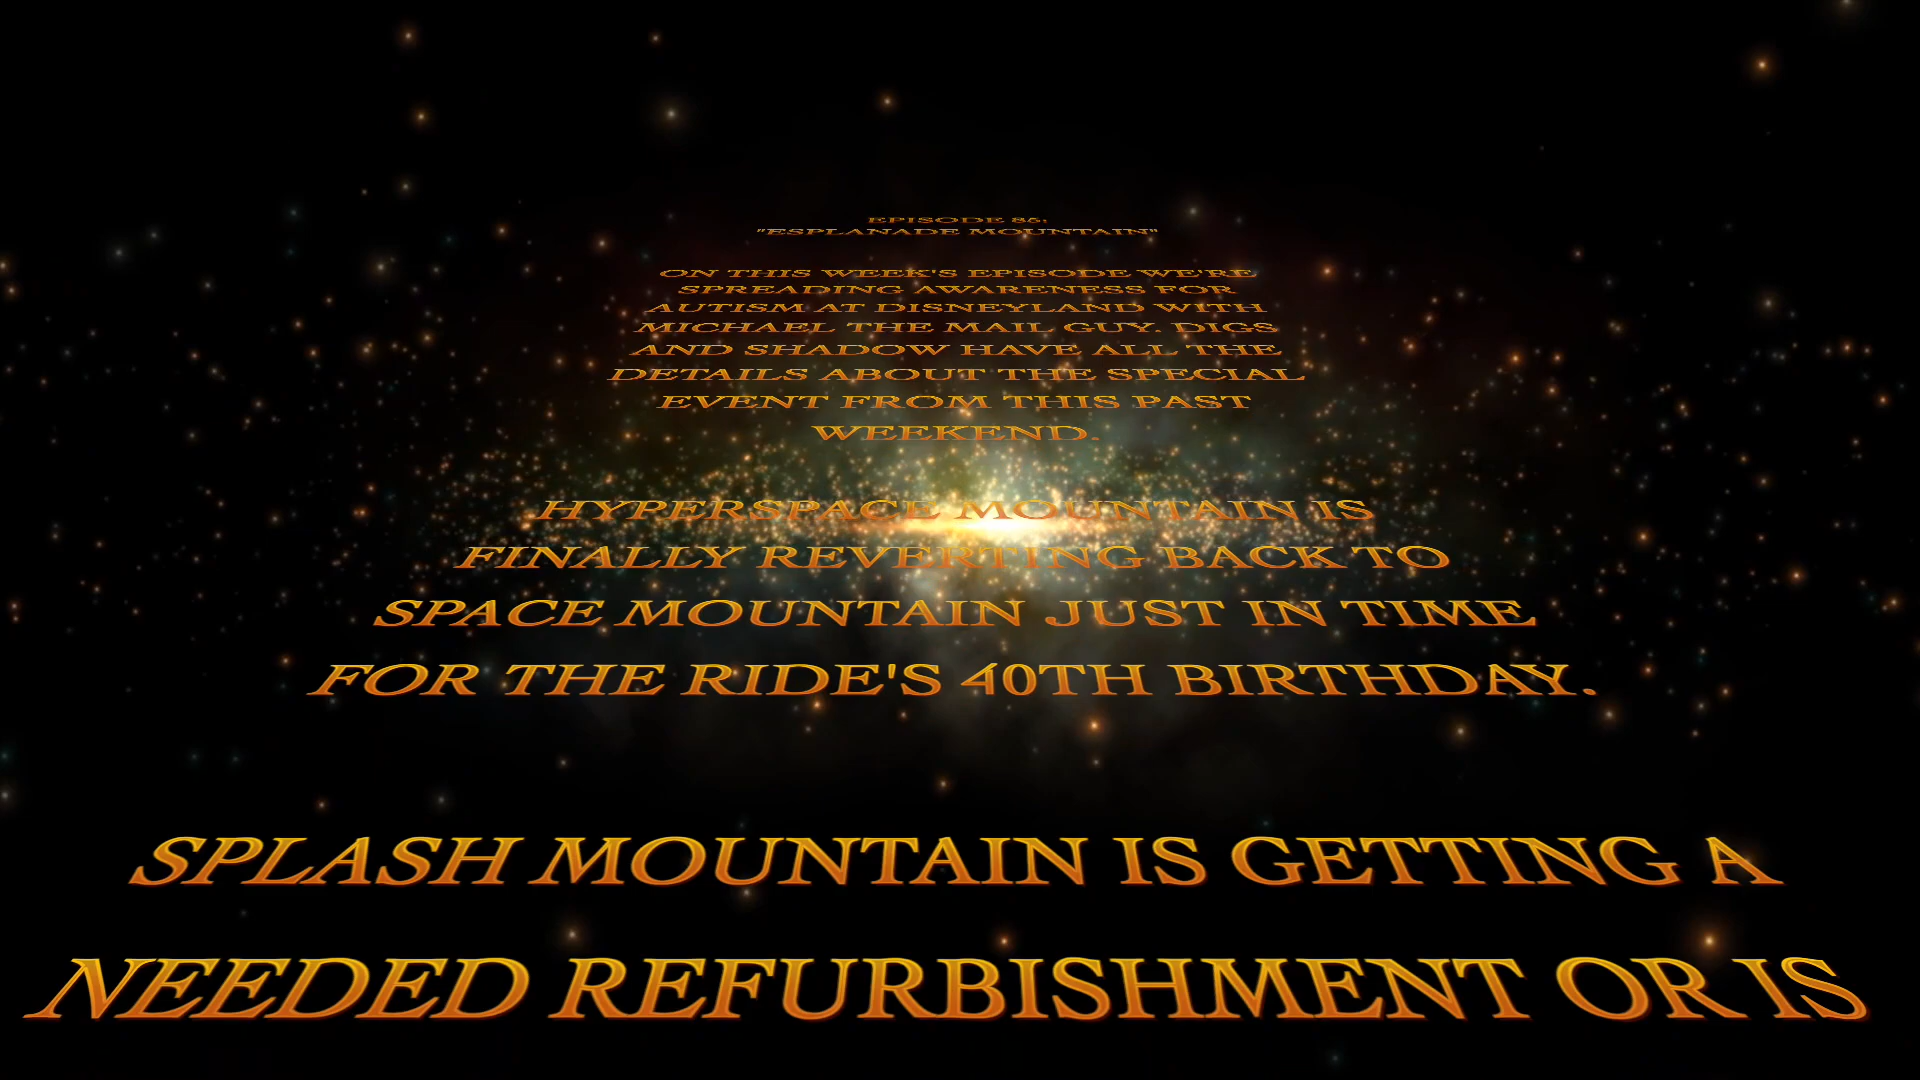 EPISODE 85:
"ESPLANADE MOUNTAIN"
ON THIS WEEK'S EPISODE WE'RE
SPREADING AWARENESS FOR
AUTISM AT DISNEYLAND WITH
MICHAEL THE MAIL GUY. DIGS
AND SHADOW HAVE ALL THE
DETAILS ABOUT THE SPECIAL
EVENT FROM THIS PAST
WEEKEND.
HYPERSPACE MOUNTAIN IS
FINALLY REVERTING BACK TO
SPACE MOUNTAIN JUST IN TIME
FOR THE RIDE'S 40TH BIRTHDAY.
SPLASH MOUNTAIN IS GETTING A
NEEDED REFURBISHMENT OR IS